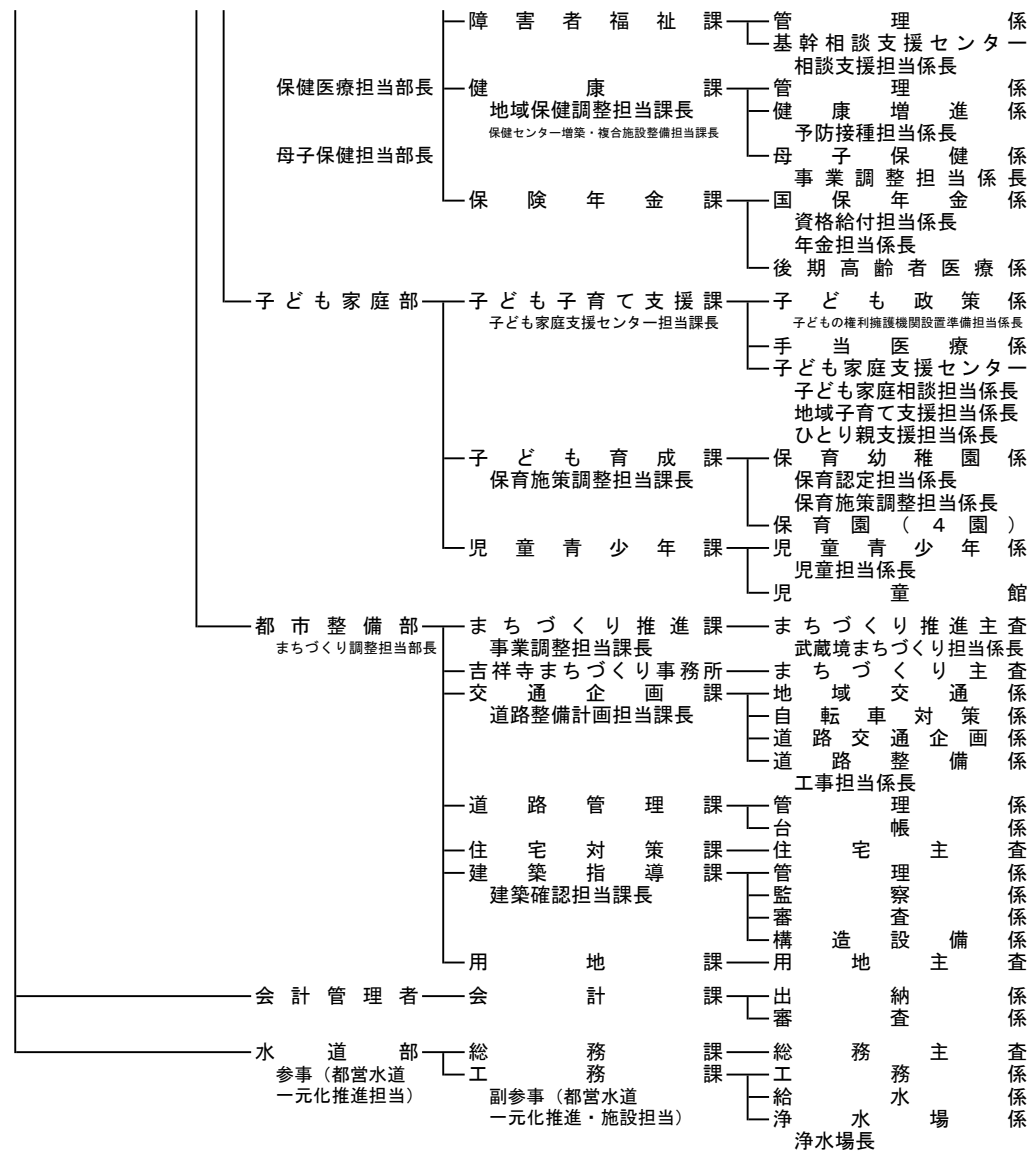 障害者福祉課 管理係
基幹相談支援センター
相談支援担当係長
保健医療担当部長 健康課 管理係
地域保健調整担当課長 健康増進係
保健センター増築・複合施設整備担当課長 予防接種担当係長
母子保健担当部長 母子保健係
事業調整担当係長
保険年金課 国保年金係
資格給付担当係長
年金担当係長
後期高齢者医療係
子ども家庭部 子ども子育て支援課 子ども政策係
子ども家庭支援センター担当課長 子どもの権利擁護機関設置準備担当係長
手当医療係
子ども家庭支援センター
子ども家庭相談担当係長
地域子育て支援担当係長
ひとり親支援担当係長
子ども育成課 保育幼稚園係
保育施策調整担当課長 保育認定担当係長
保育施策調整担当係長
保育園(4園)
児童青少年課 児童青少年係
児童担当係長
児童館
都市整備部 まちづくり推進課 まちづくり推進主査
まちづくり調整担当部長 事業調整担当課長 武蔵境まちづくり担当係長
吉祥寺まちづくり事務所 まちづくり主査
交通企画課 地域交通係
道路整備計画担当課長 自転車対策係
道路交通企画係
道路整備係
工事担当係長
道路管理課 管理係
台帳係
住宅対策課 住宅主査
建築指導課 管理係
建築確認担当課長 監察係
審査係
構造設備係
用地課 用地主査
会計管理者 会計課 出納係
審査係
水道部 総務課 総務主査
参事(都営水道 工務課 工務係
一元化推進担当) 副参事(都営水道 給水係
一元化推進・施設担当) 浄水場係
浄水場長